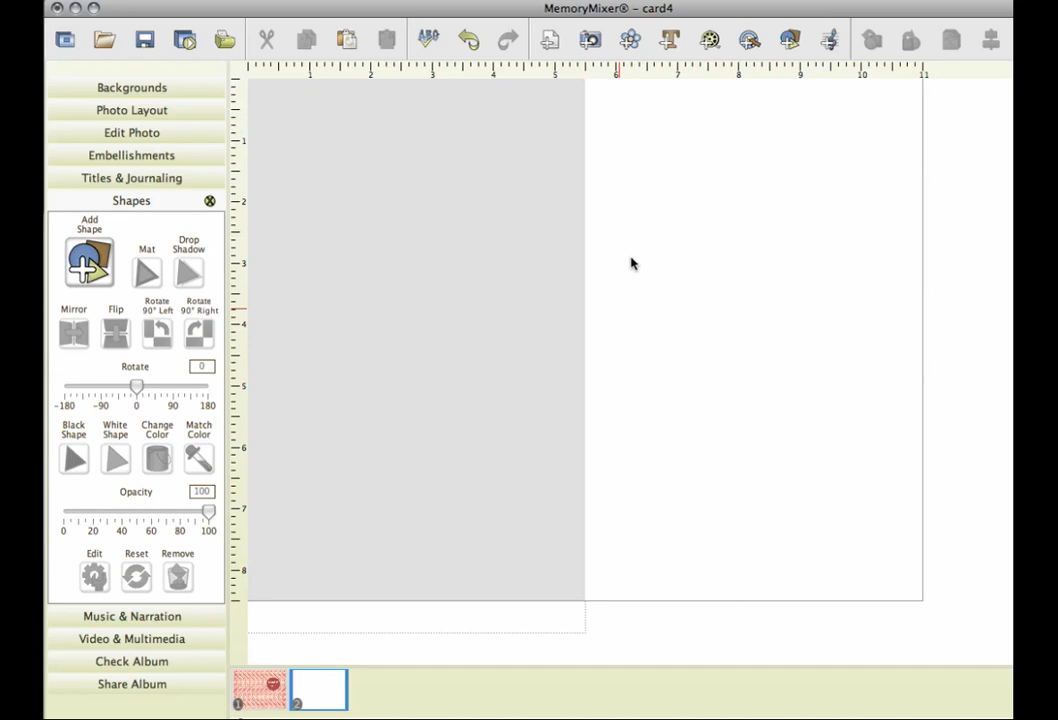 MemoryMixer® - card4
ABC
1 2 3 4 5 6 7 8 9 10 11
Backgrounds
Photo Layout
Edit Photo
Embellishments
Titles & Journaling
Shapes
Add Shape
Mat
Drop Shadow
Mirror
Flip
Rotate 90° Left
Rotate 90° Right
Rotate 0
-180 -90 0 90 180
Black Shape
White Shape
Change Color
Match Color
Opacity 100
0 20 40 60 80 100
Edit
Reset
Remove
Music & Narration
Video & Multimedia
Check Album
Share Album
1
2
3
4
5
6
7
8
1 2